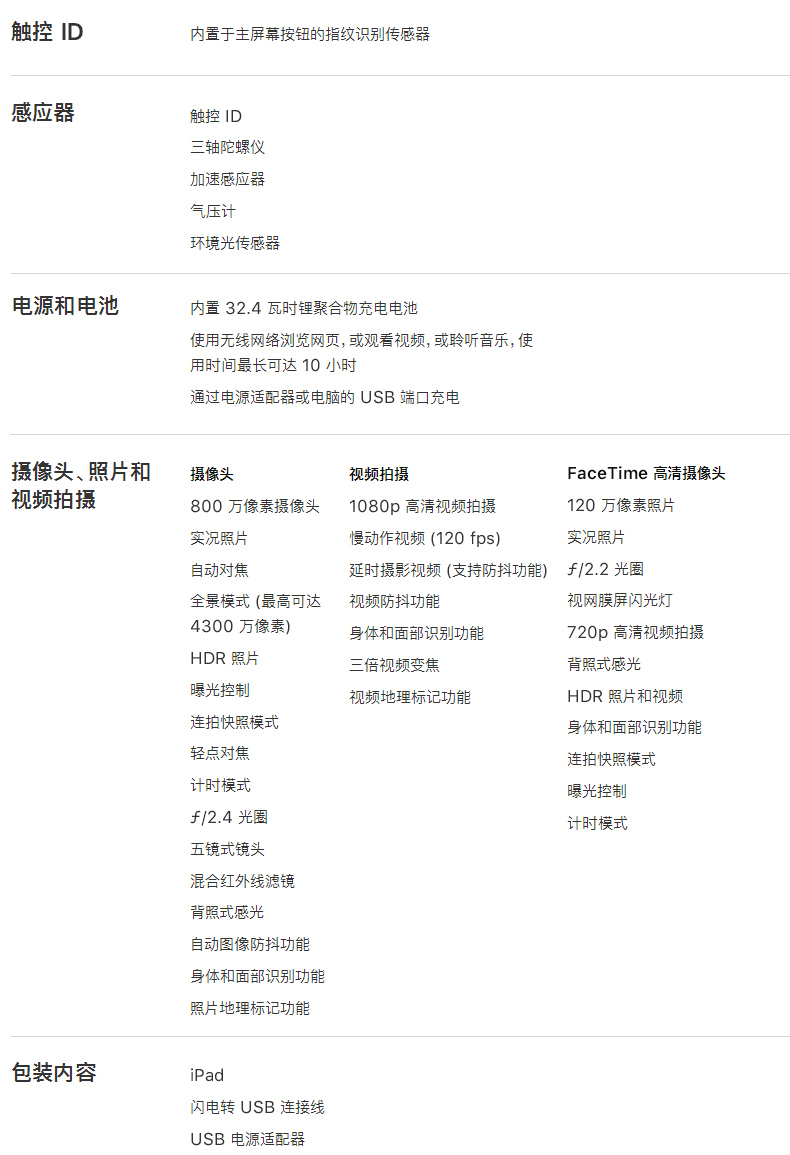 触控 ID
内置于主屏幕按钮的指纹识别传感器
感应器
触控 ID
三轴陀螺仪
加速感应器
气压计
环境光传感器
电源和电池
内置 32.4 瓦时锂聚合物充电电池
使用无线网络浏览网页，或观看视频，或聆听音乐，使
用时间最长可达 10 小时
通过电源适配器或电脑的 USB 端口充电
摄像头、照片和
视频拍摄
摄像头
800 万像素摄像头
实况照片
自动对焦
全景模式 (最高可达
4300 万像素)
HDR 照片
曝光控制
连拍快照模式
轻点对焦
计时模式
ƒ/2.4 光圈
五镜式镜头
混合红外线滤镜
背照式感光
自动图像防抖功能
身体和面部识别功能
照片地理标记功能
视频拍摄
1080p 高清视频拍摄
慢动作视频 (120 fps)
延时摄影视频 (支持防抖功能)
视频防抖功能
身体和面部识别功能
三倍视频变焦
视频地理标记功能
FaceTime 高清摄像头
120 万像素照片
实况照片
ƒ/2.2 光圈
视网膜屏闪光灯
720p 高清视频拍摄
背照式感光
HDR 照片和视频
身体和面部识别功能
连拍快照模式
曝光控制
计时模式
包装内容
iPad
闪电转 USB 连接线
USB 电源适配器